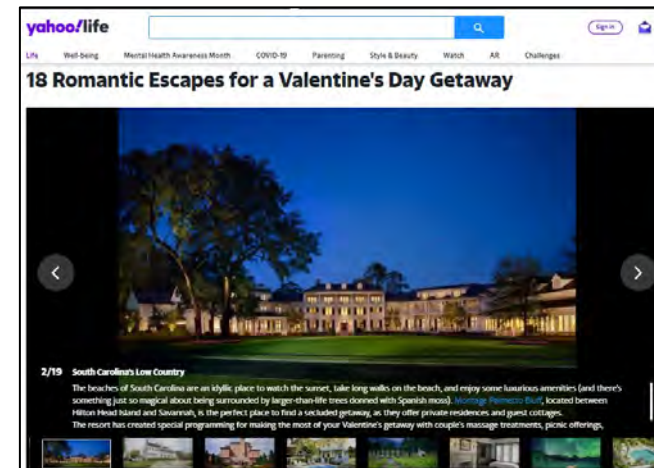 yahoo!life
Sign in
Life Well-being Mental Health Awareness Month COVID-19 Parenting Style & Beauty Watch AR Challenges
18 Romantic Escapes for a Valentine's Day Getaway
2/19 South Carolina's Low Country
The beaches of South Carolina are an idyllic place to watch the sunset, take long walks on the beach, and enjoy some luxurious amenities (and there's
something just so magical about being surrounded by larger-than-life trees donned with Spanish moss). Montage Palmetto Bluff, located between
Hilton Head Island and Savannah, is the perfect place to find a secluded getaway, as they offer private residences and guest cottages.
The resort has created special programming for making the most of your Valentine's getaway with couple's massage treatments, picnic offerings,